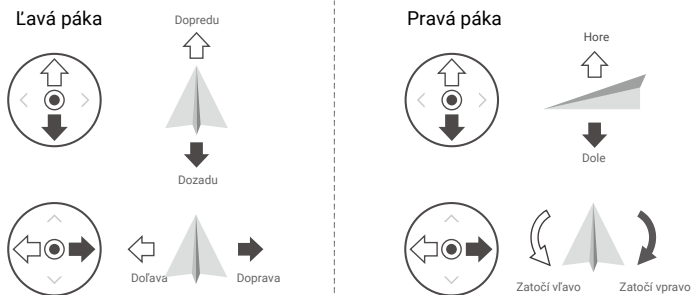 Ľavá páka
Dopredu
Dozadu
Doľava
Doprava
Pravá páka
Hore
Dole
Zatočí vľavo
Zatočí vpravo